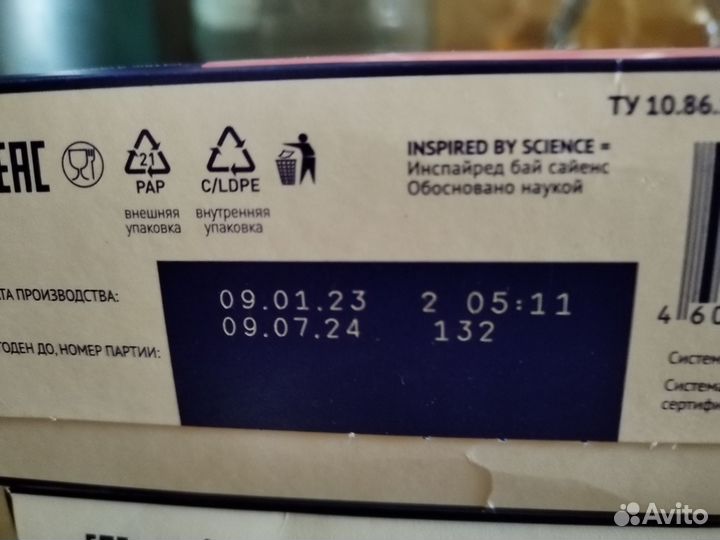 ТУ 10.86.
EAC
21
PAP
C/LDPE
внешняя
упаковка
внутренняя
упаковка
INSPIRED BY SCIENCE =
Инспайред бай сайенс
Обосновано наукой
ТА ПРОИЗВОДСТВА: 09.01.23 2 05:11
ГОДЕН ДО, НОМЕР ПАРТИИ: 09.07.24 132
4 60
Систем
Система
сертифи
Avito